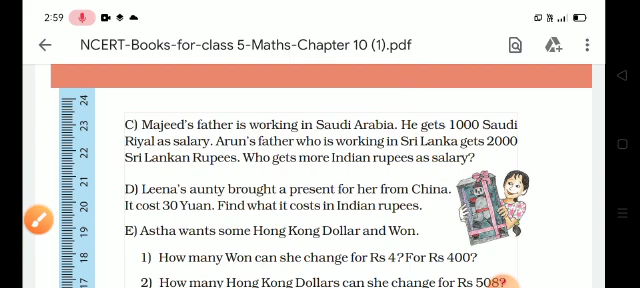 2:59
NCERT-Books-for-class 5-Maths-Chapter 10 (1).pdf
24
23
22
21
20
19
18
17
C) Majeed's father is working in Saudi Arabia. He gets 1000 Saudi
Riyal as salary. Arun's father who is working in Sri Lanka gets 2000
Sri Lankan Rupees. Who gets more Indian rupees as salary?
D) Leena's aunty brought a present for her from China.
It cost 30 Yuan. Find what it costs in Indian rupees.
E) Astha wants some Hong Kong Dollar and Won.
1) How many Won can she change for Rs 4?For Rs 400?
2) How many Hong Kong Dollars can she change for Rs 508?